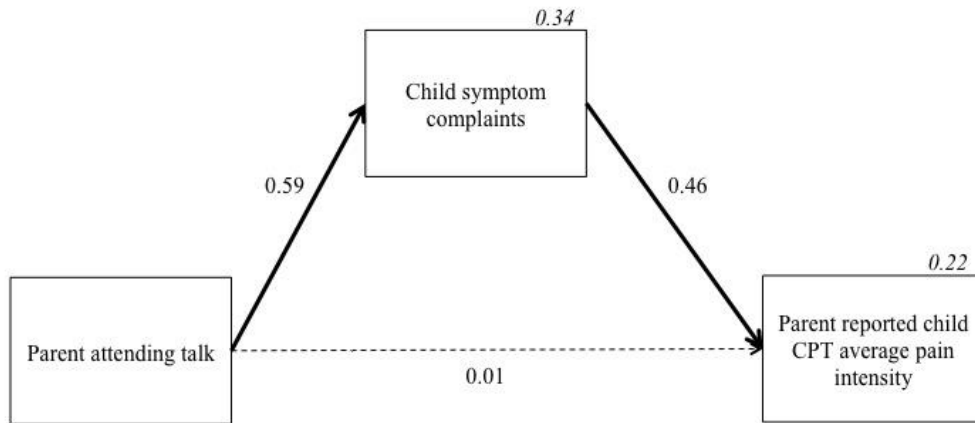 0.34
Child symptom
complaints
0.59
0.46
0.22
Parent attending talk
0.01
Parent reported child
CPT average pain
intensity